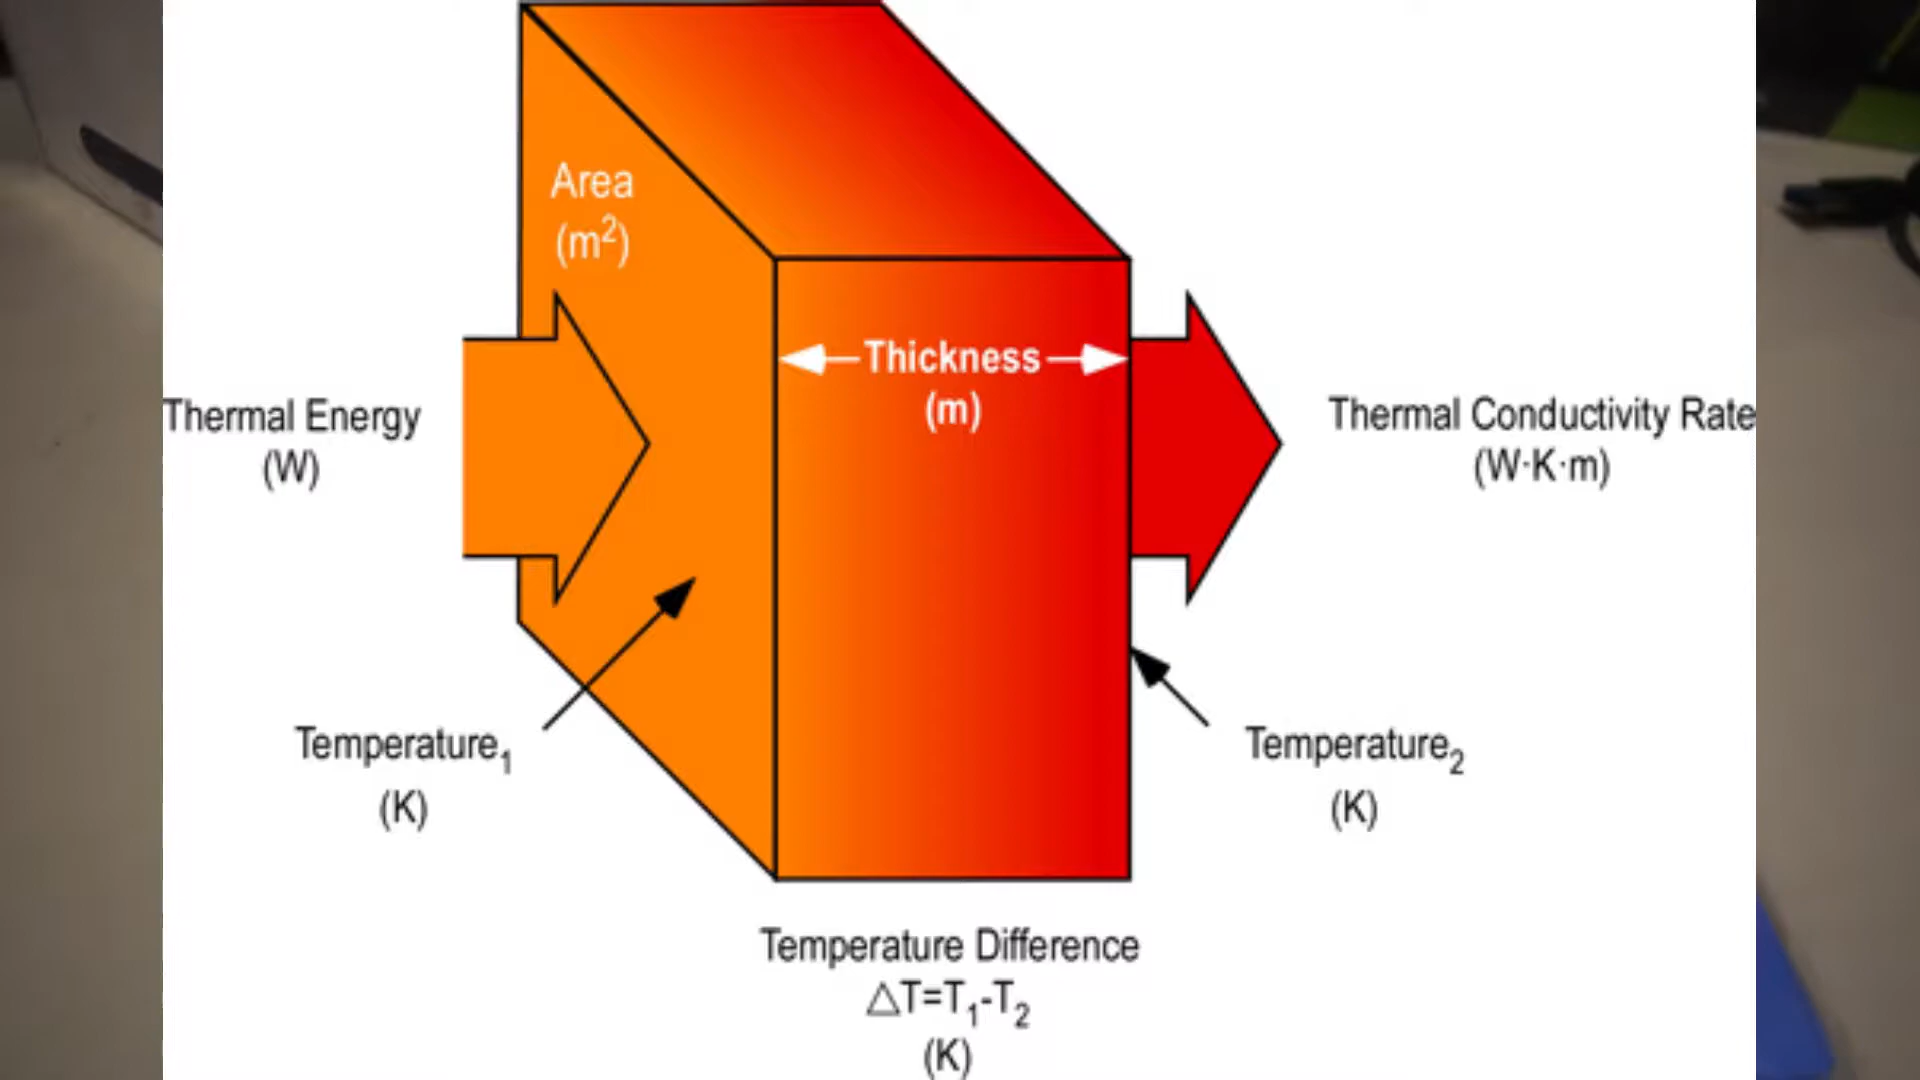 Area
(m²)
Thickness
(m)
Thermal Energy
(W)
Thermal Conductivity Rate
(W·K·m)
Temperature₁
(K)
Temperature₂
(K)
Temperature Difference
△T=T₁-T₂
(K)